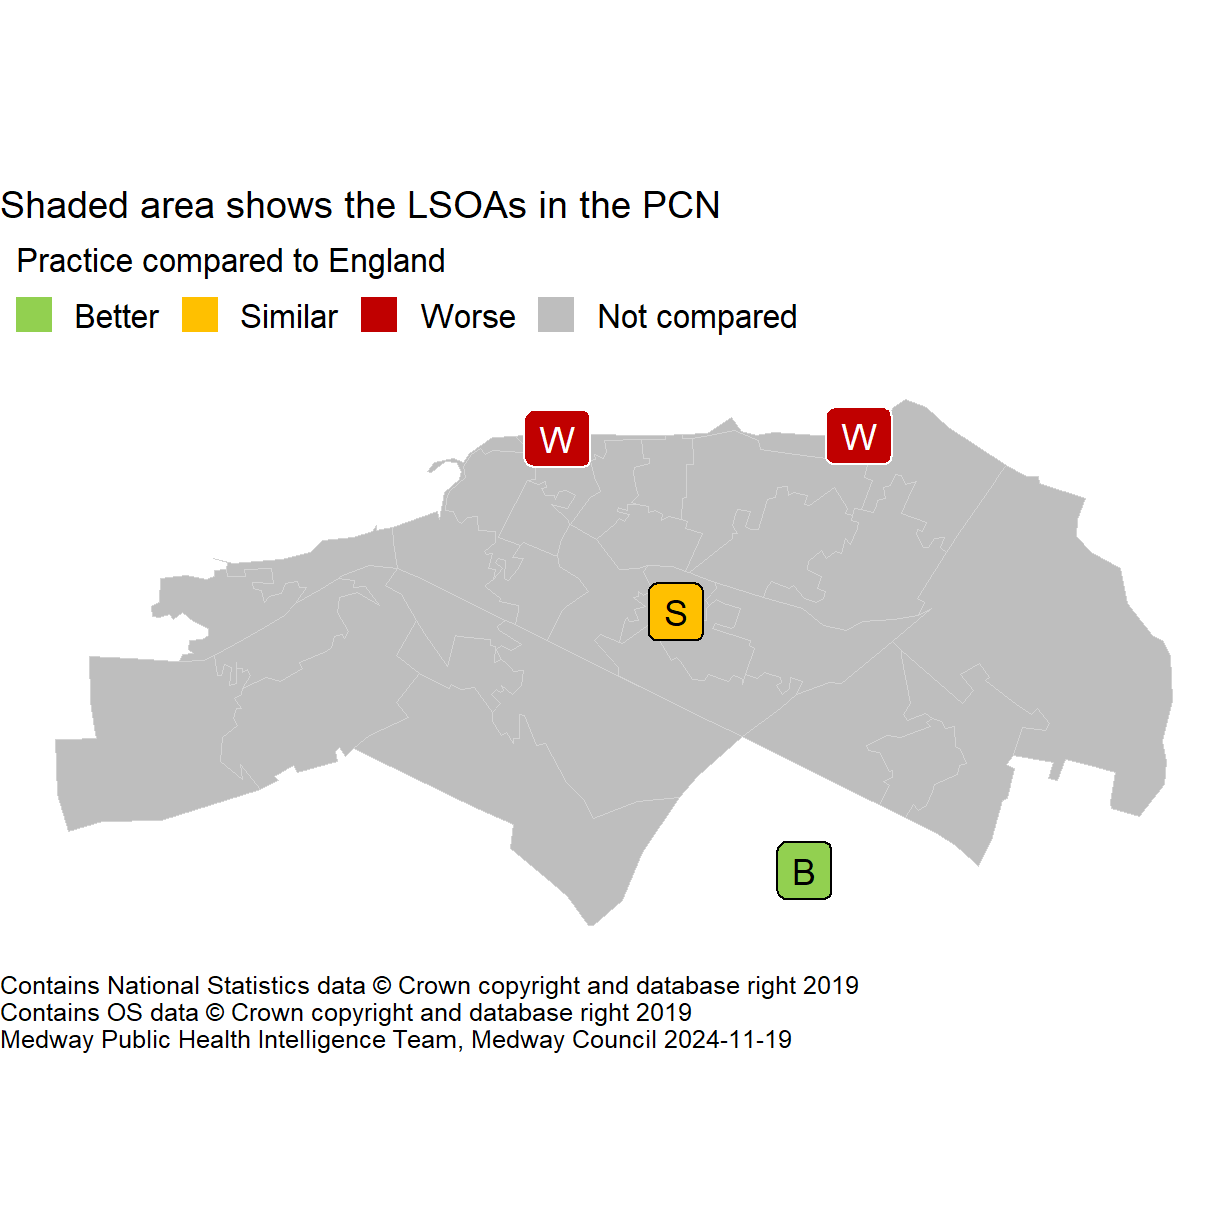 Shaded area shows the LSOAs in the PCN
Practice compared to England
Better Similar Worse Not compared
W W
S
B
Contains National Statistics data © Crown copyright and database right 2019
Contains OS data © Crown copyright and database right 2019
Medway Public Health Intelligence Team, Medway Council 2024-11-19